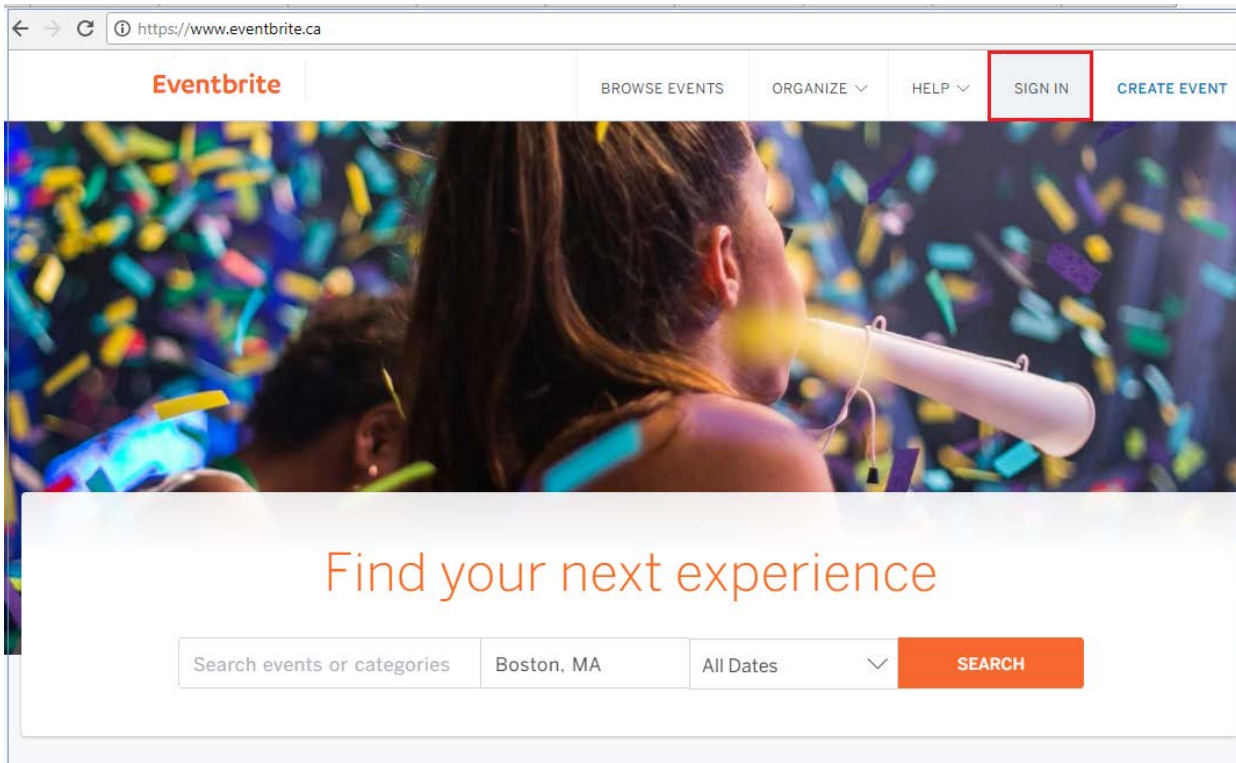 https://www.eventbrite.ca
Eventbrite
BROWSE EVENTS ORGANIZE HELP SIGN IN CREATE EVENT
Find your next experience
Search events or categories Boston, MA All Dates SEARCH